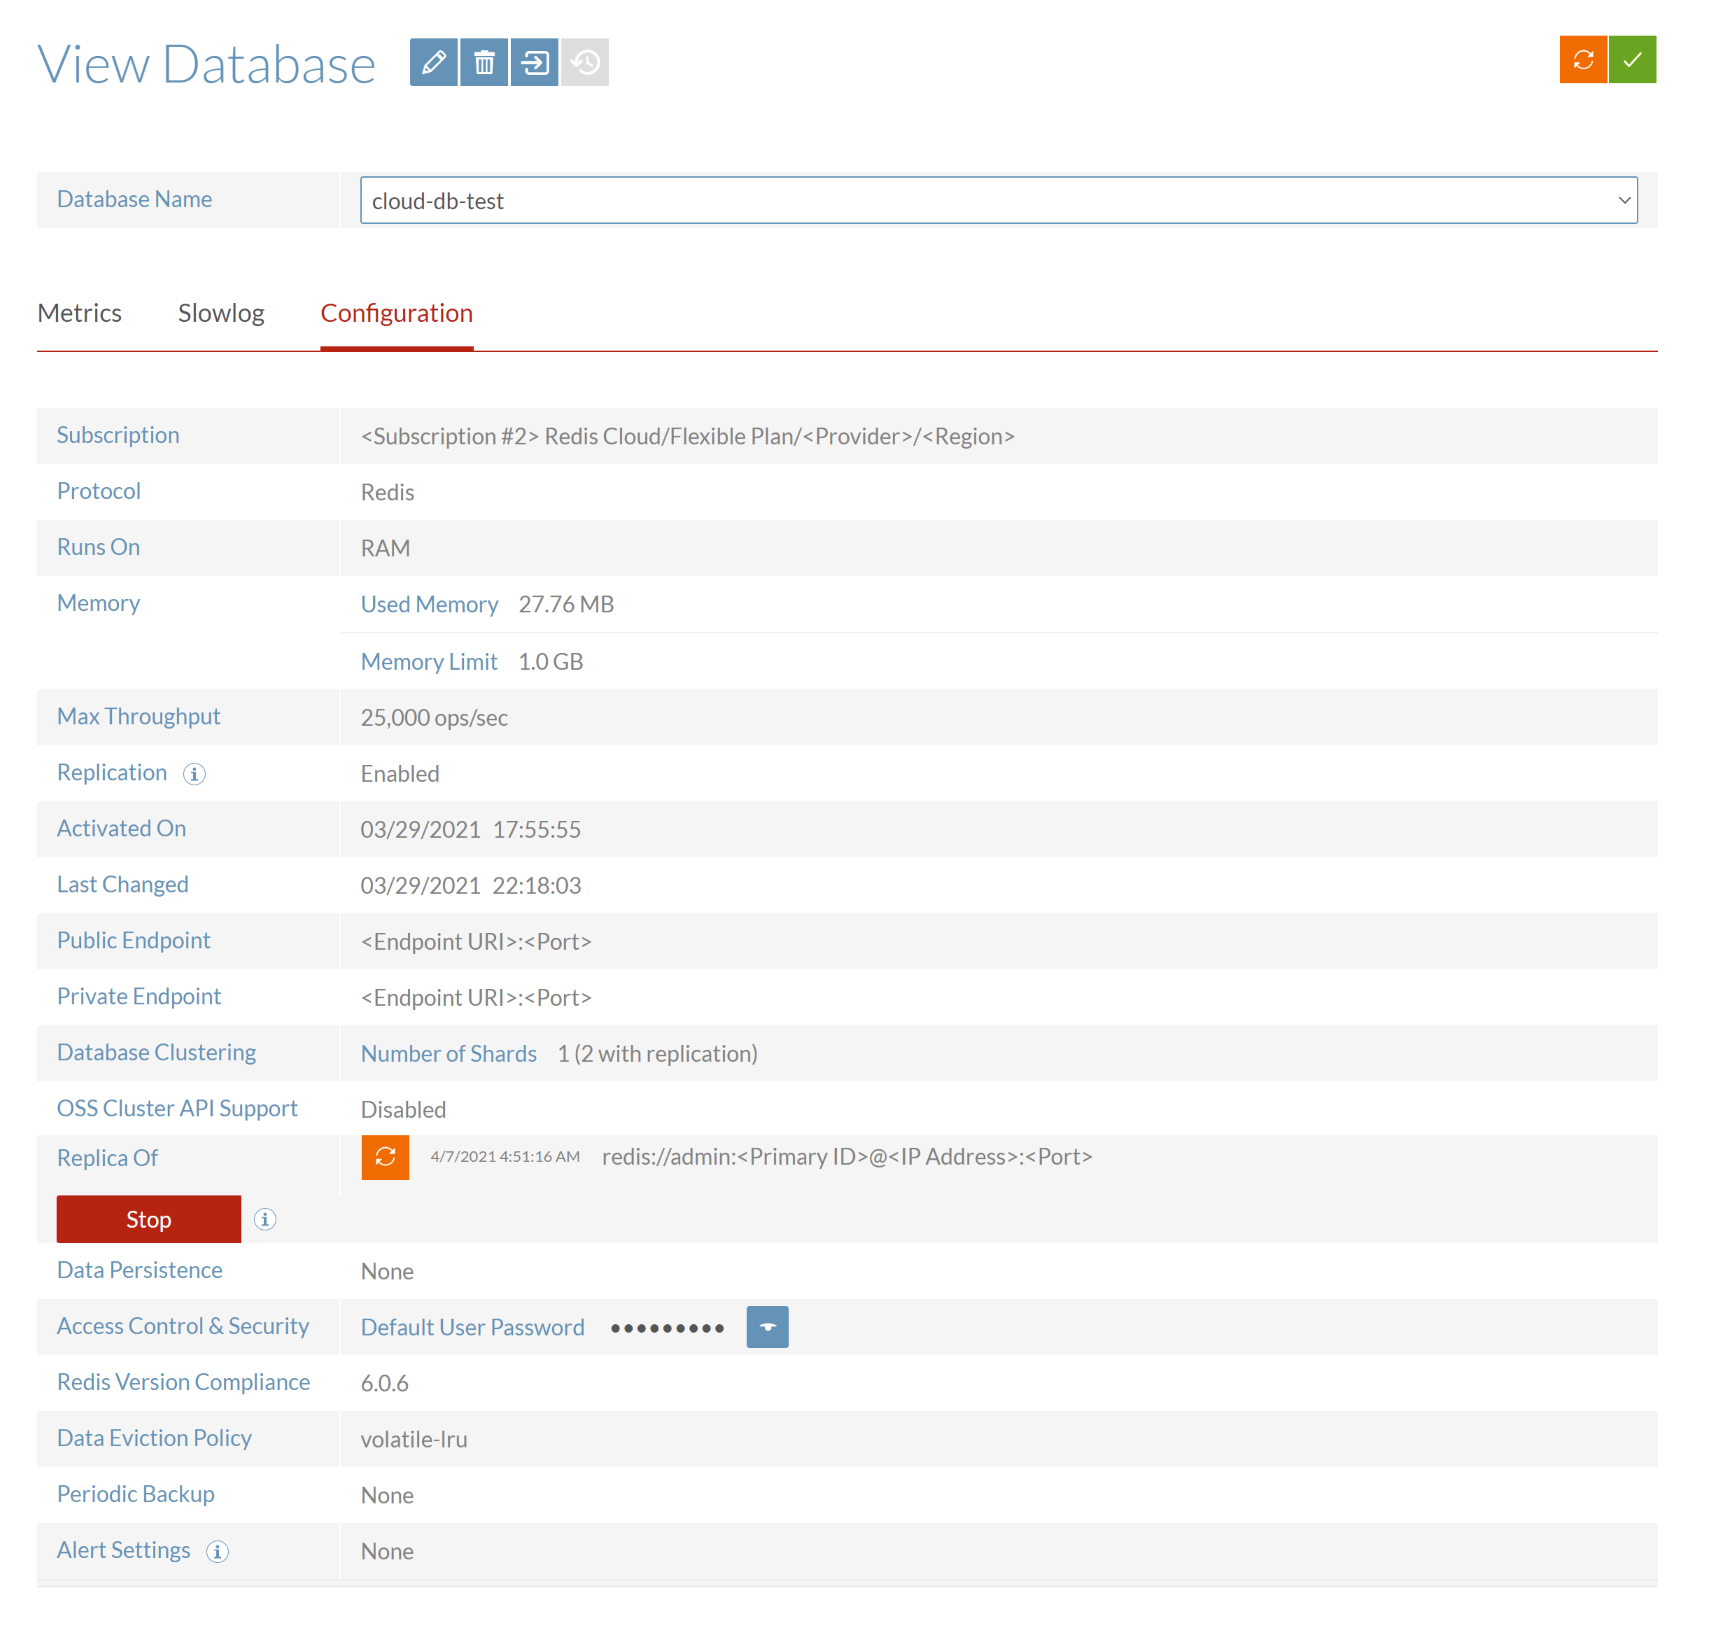 View Database
Database Name cloud-db-test
Metrics Slowlog Configuration
Subscription <Subscription #2> Redis Cloud/Flexible Plan/<Provider>/<Region>
Protocol Redis
Runs On RAM
Memory Used Memory 27.76 MB
Memory Limit 1.0 GB
Max Throughput 25,000 ops/sec
Replication Enabled
Activated On 03/29/2021 17:55:55
Last Changed 03/29/2021 22:18:03
Public Endpoint <Endpoint URI>:<Port>
Private Endpoint <Endpoint URI>:<Port>
Database Clustering Number of Shards 1 (2 with replication)
OSS Cluster API Support Disabled
Replica Of 4/7/2021 4:51:16 AM redis://admin:<Primary ID>@<IP Address>:<Port>
Stop
Data Persistence None
Access Control & Security Default User Password •••••••••
Redis Version Compliance 6.0.6
Data Eviction Policy volatile-lru
Periodic Backup None
Alert Settings None